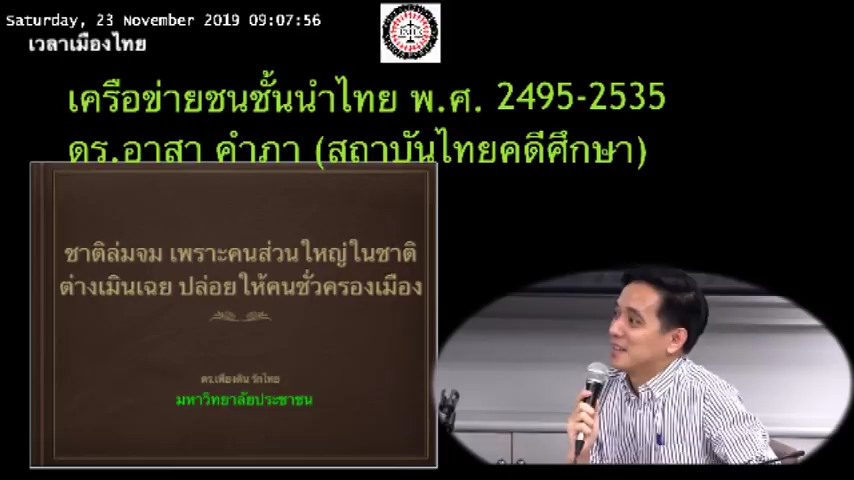 Saturday, 23 November 2019 09:07:56
เวลาเมืองไทย
เครือข่ายชนชั้นนำไทย พ.ศ. 2495-2535
ดร.อาสา คำภา (สถาบันไทยคดีศึกษา)
ชาติล่มจม เพราะคนส่วนใหญ่ในชาติ
ต่างเมินเฉย ปล่อยให้คนชั่วครองเมือง
ดร.เพียงดิน รักไทย
มหาวิทยาลัยประชาชน